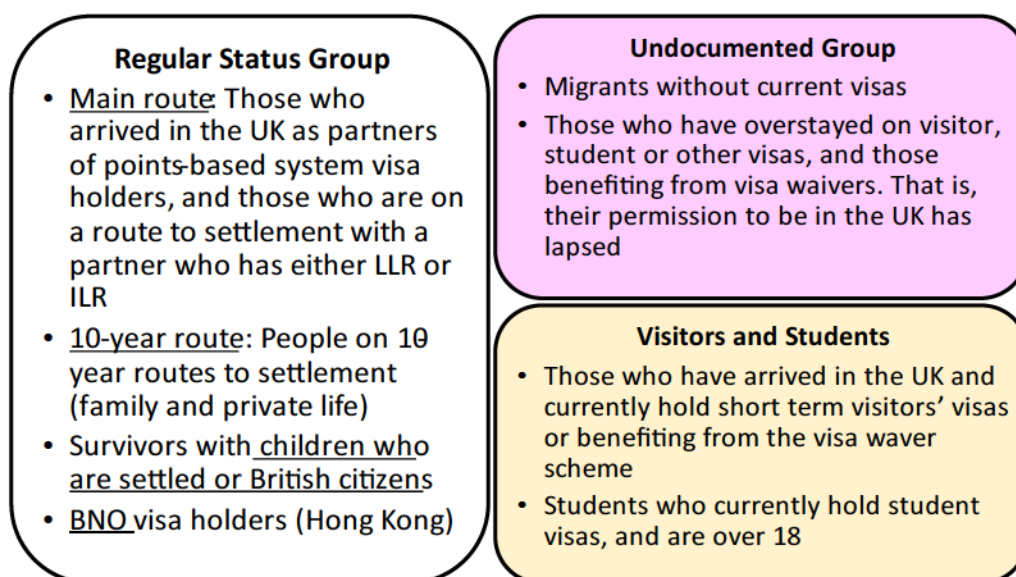 Regular Status Group
• Main route: Those who
arrived in the UK as partners
of points-based system visa
holders, and those who are on
a route to settlement with a
partner who has either LLR or
ILR
• 10-year route: People on 10
year routes to settlement
(family and private life)
• Survivors with children who
are settled or British citizens
• BNO visa holders (Hong Kong)
Undocumented Group
• Migrants without current visas
• Those who have overstayed on visitor,
student or other visas, and those
benefiting from visa waivers. That is,
their permission to be in the UK has
lapsed
Visitors and Students
• Those who have arrived in the UK and
currently hold short term visitors’ visas
or benefiting from the visa waver
scheme
• Students who currently hold student
visas, and are over 18